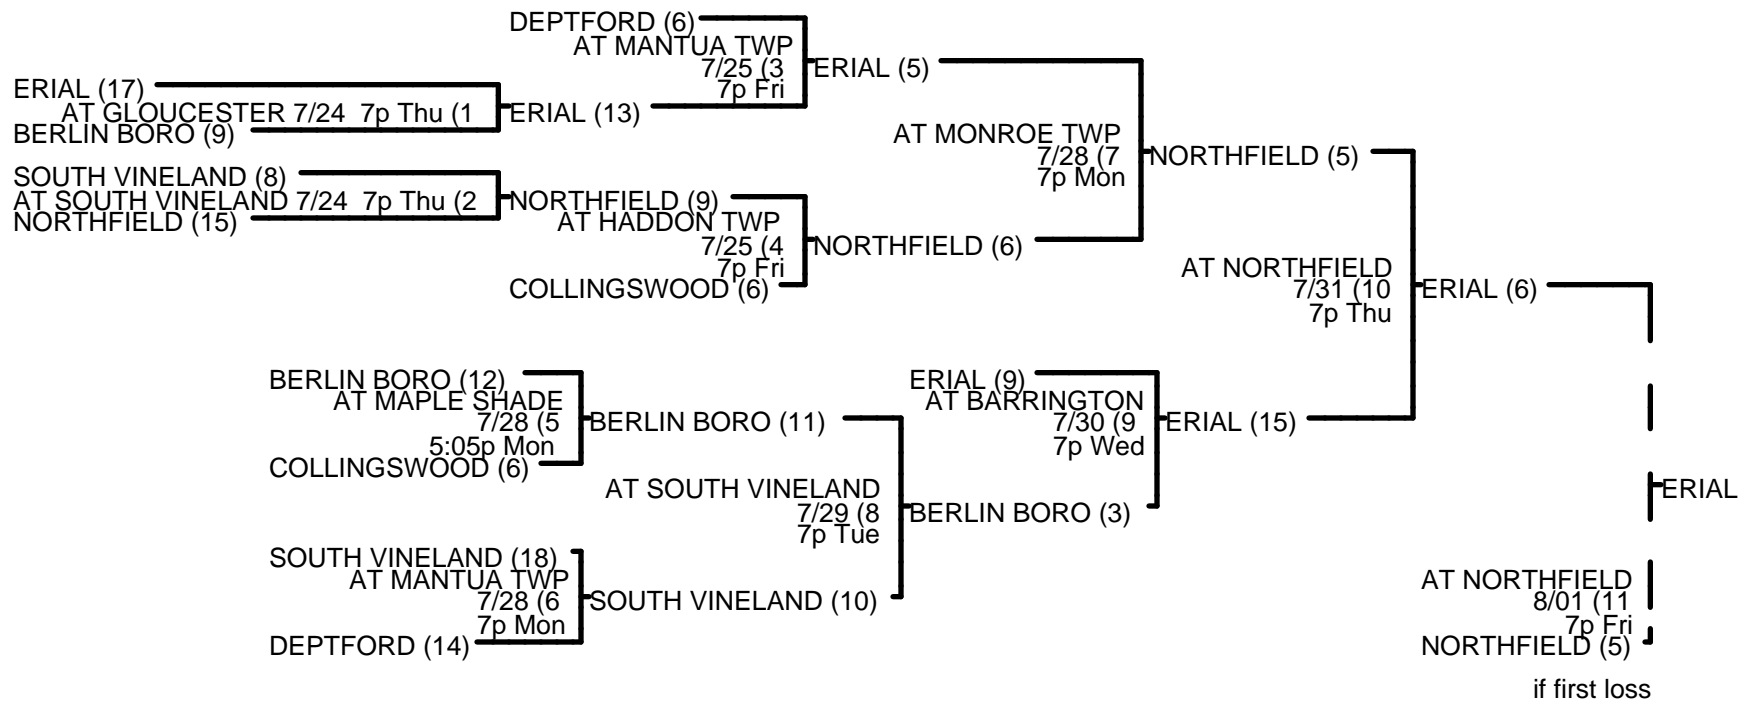 DEPTFORD (6)
AT MANTUA TWP
7/25 (3
7p Fri
ERIAL (5)
ERIAL (17)
AT GLOUCESTER 7/24  7p Thu (1
BERLIN BORO (9)
ERIAL (13)
AT MONROE TWP
7/28 (7
7p Mon
NORTHFIELD (5)
SOUTH VINELAND (8)
AT SOUTH VINELAND 7/24  7p Thu (2
NORTHFIELD (15)
NORTHFIELD (9)
AT HADDON TWP
7/25 (4
7p Fri
COLLINGSWOOD (6)
NORTHFIELD (6)
AT NORTHFIELD
7/31 (10
7p Thu
ERIAL (6)
BERLIN BORO (12)
AT MAPLE SHADE
7/28 (5
5:05p Mon
COLLINGSWOOD (6)
BERLIN BORO (11)
ERIAL (9)
AT BARRINGTON
7/30 (9
7p Wed
ERIAL (15)
AT SOUTH VINELAND
7/29 (8
7p Tue
BERLIN BORO (3)
ERIAL
SOUTH VINELAND (18)
AT MANTUA TWP
7/28 (6
7p Mon
DEPTFORD (14)
SOUTH VINELAND (10)
AT NORTHFIELD
8/01 (11
7p Fri
NORTHFIELD (5)
if first loss